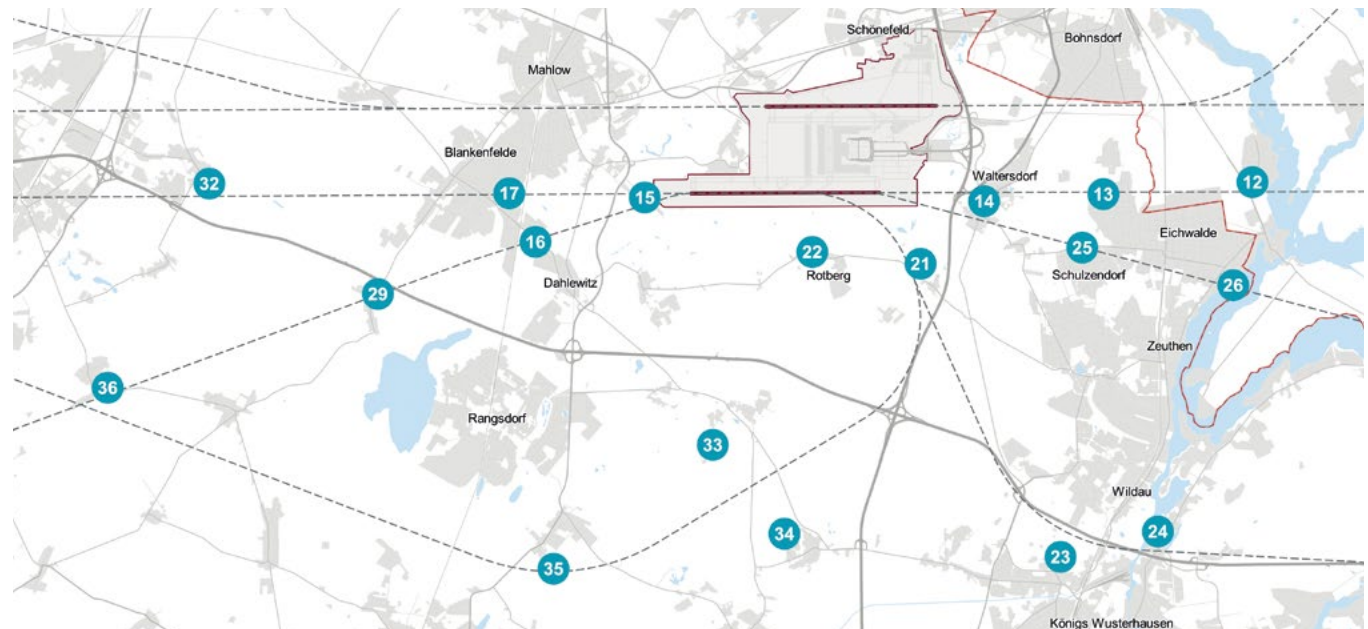 Schönefeld
Bohnsdorf
Mahlow
Blankenfelde
Waltersdorf
32
17
15
14
13
12
16
22
21
25
Eichwalde
Rotberg
Schulzendorf
Dahlewitz
29
26
Zeuthen
36
Rangsdorf
33
Wildau
34
24
35
23
Königs Wusterhausen